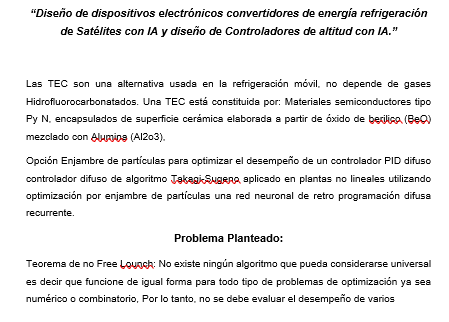 “Diseño de dispositivos electrónicos convertidores de energía refrigeración
de Satélites con IA y diseño de Controladores de altitud con IA.”
Las TEC son una alternativa usada en la refrigeración móvil, no depende de gases
Hidrofluorocarbonatados. Una TEC está constituida por: Materiales semiconductores tipo
Py N, encapsulados de superficie cerámica elaborada a partir de óxido de berilico (BeO)
mezclado con Alumina (Al2o3),
Opción Enjambre de partículas para optimizar el desempeño de un controlador PID difuso
controlador difuso de algoritmo Takagi-Sugeno aplicado en plantas no lineales utilizando
optimización por enjambre de partículas una red neuronal de retro programación difusa
recurrente.
Problema Planteado:
Teorema de no Free Lounch: No existe ningún algoritmo que pueda considerarse universal
es decir que funcione de igual forma para todo tipo de problemas de optimización ya sea
numérico o combinatorio, Por lo tanto, no se debe evaluar el desempeño de varios